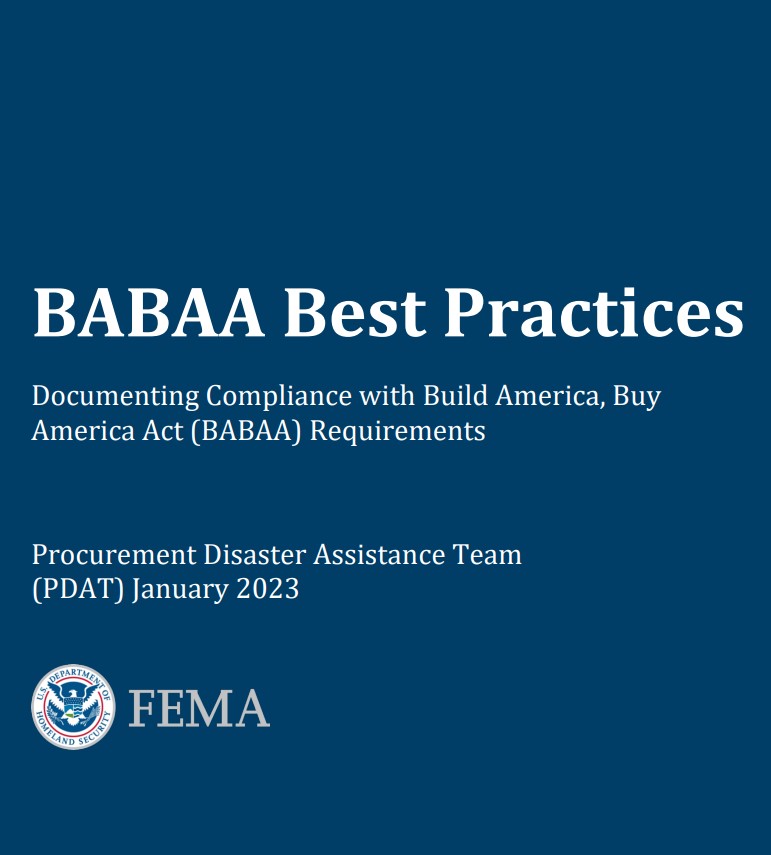 BABAA Best Practices
Documenting Compliance with Build America, Buy
America Act (BABAA) Requirements
Procurement Disaster Assistance Team
(PDAT) January 2023
U.S. DEPARTMENT OF
HOMELAND SECURITY
FEMA